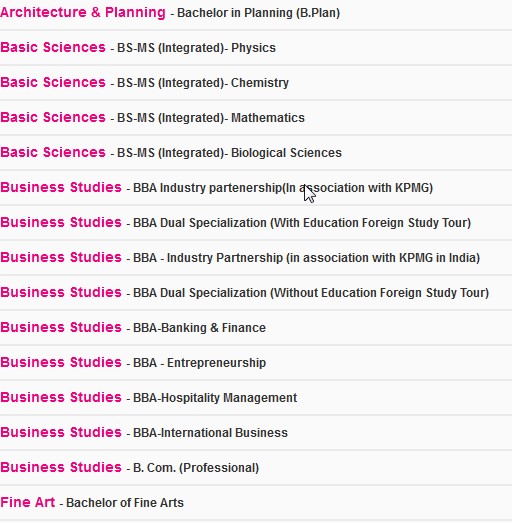 Architecture & Planning - Bachelor in Planning (B.Plan)
Basic Sciences - BS-MS (Integrated)- Physics
Basic Sciences - BS-MS (Integrated)- Chemistry
Basic Sciences - BS-MS (Integrated)- Mathematics
Basic Sciences - BS-MS (Integrated)- Biological Sciences
Business Studies - BBA Industry partenership(In association with KPMG)
Business Studies - BBA Dual Specialization (With Education Foreign Study Tour)
Business Studies - BBA - Industry Partnership (in association with KPMG in India)
Business Studies - BBA Dual Specialization (Without Education Foreign Study Tour)
Business Studies - BBA-Banking & Finance
Business Studies - BBA - Entrepreneurship
Business Studies - BBA-Hospitality Management
Business Studies - BBA-International Business
Business Studies - B. Com. (Professional)
Fine Art - Bachelor of Fine Arts